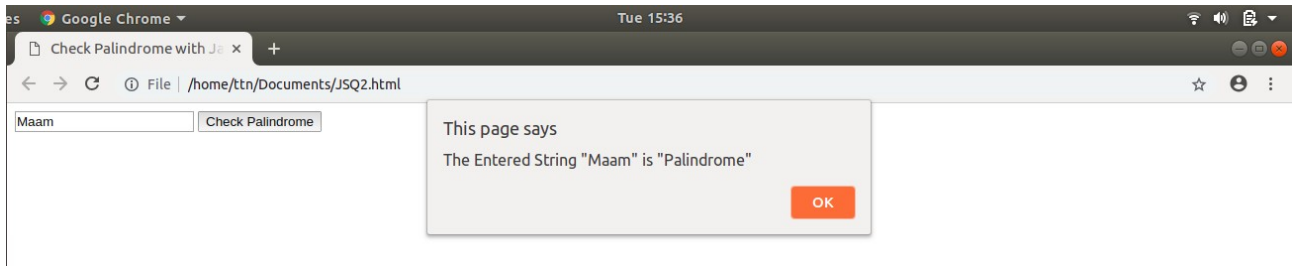 es Google Chrome Tue 15:36
Check Palindrome with Ja
File /home/ttn/Documents/JSQ2.html
Maam Check Palindrome
This page says
The Entered String "Maam" is "Palindrome"
OK